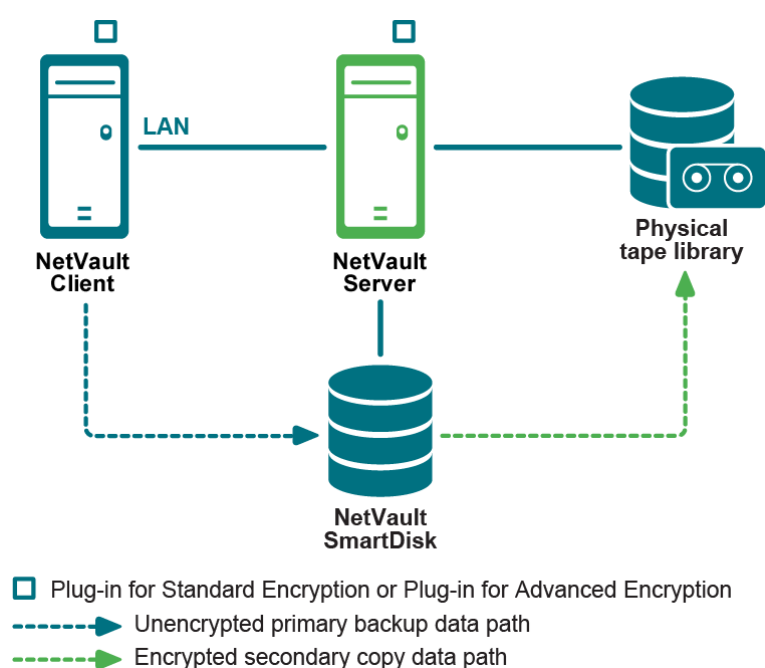 LAN
NetVault
Client
NetVault
Server
Physical
tape library
NetVault
SmartDisk
Plug-in for Standard Encryption or Plug-in for Advanced Encryption
Unencrypted primary backup data path
Encrypted secondary copy data path